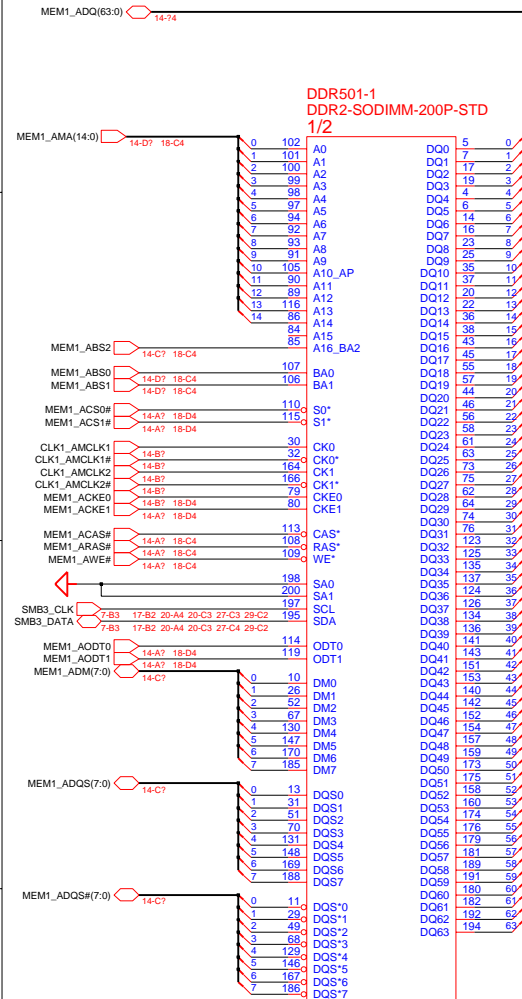 MEM1_ADQ(63:0)
14-?4
DDR501-1
DDR2-SODIMM-200P-STD
1/2
MEM1_AMA(14:0)
14-D? 18-C4
0 102 A0 DQ0 5 0
1 101 A1 DQ1 7 1
2 100 A2 DQ2 17 2
3 99 A3 DQ3 19 3
4 98 A4 DQ4 4 4
5 97 A5 DQ5 6 5
6 94 A6 DQ6 14 6
7 92 A7 DQ7 16 7
8 93 A8 DQ8 23 8
9 91 A9 DQ9 25 9
10 105 A10_AP DQ10 35 10
11 90 A11 DQ11 37 11
12 89 A12 DQ12 20 12
13 116 A13 DQ13 22 13
14 86 A14 DQ14 36 14
84 A15 DQ15 38 15
MEM1_ABS2 85 A16_BA2 DQ16 43 16
14-C? 18-C4
DQ17 45 17
MEM1_ABS0 107 BA0 DQ18 55 18
14-D? 18-C4
MEM1_ABS1 106 BA1 DQ19 57 19
14-D? 18-C4
DQ20 44 20
MEM1_ACS0# 110 S0* DQ21 46 21
14-A? 18-D4
MEM1_ACS1# 115 S1* DQ22 56 22
14-A? 18-D4
DQ23 58 23
CLK1_AMCLK1 30 CK0 DQ24 61 24
14-B?
CLK1_AMCLK1# 32 CK0* DQ25 63 25
14-B?
CLK1_AMCLK2 164 CK1 DQ26 73 26
14-B?
CLK1_AMCLK2# 166 CK1* DQ27 75 27
14-B?
MEM1_ACKE0 79 CKE0 DQ28 62 28
14-B? 18-D4
MEM1_ACKE1 80 CKE1 DQ29 64 29
14-A? 18-D4
DQ30 74 30
MEM1_ACAS# 113 CAS* DQ31 76 31
14-A? 18-C4
MEM1_ARAS# 108 RAS* DQ32 123 32
14-A? 18-C4
MEM1_AWE# 109 WE* DQ33 125 33
14-A? 18-C4
DQ34 135 34
198 SA0 DQ35 137 35
200 SA1 DQ36 124 36
SMB3_CLK 197 SCL DQ37 126 37
7-B3 17-B2 20-A4 20-C3 27-C3 29-C2
SMB3_DATA 195 SDA DQ38 134 38
7-B3 17-B2 20-A4 20-C3 27-C4 29-C2
DQ39 136 39
MEM1_AODT0 114 ODT0 DQ40 141 40
14-A? 18-D4
MEM1_AODT1 119 ODT1 DQ41 143 41
14-A? 18-D4
MEM1_ADM(7:0) DQ42 151 42
14-C?
0 10 DM0 DQ43 153 43
1 26 DM1 DQ44 140 44
2 52 DM2 DQ45 142 45
3 67 DM3 DQ46 152 46
4 130 DM4 DQ47 154 47
5 147 DM5 DQ48 157 48
6 170 DM6 DQ49 159 49
7 185 DM7 DQ50 173 50
MEM1_ADQS(7:0) DQ51 175 51
14-C?
0 13 DQS0 DQ52 158 52
1 31 DQS1 DQ53 160 53
2 51 DQS2 DQ54 174 54
3 70 DQS3 DQ55 176 55
4 131 DQS4 DQ56 179 56
5 148 DQS5 DQ57 181 57
6 169 DQS6 DQ58 189 58
7 188 DQS7 DQ59 191 59
MEM1_ADQS#(7:0) DQ60 180 60
14-C?
0 11 DQS*0 DQ61 182 61
1 29 DQS*1 DQ62 192 62
2 49 DQS*2 DQ63 194 63
3 68 DQS*3
4 129 DQS*4
5 146 DQS*5
6 167 DQS*6
7 186 DQS*7